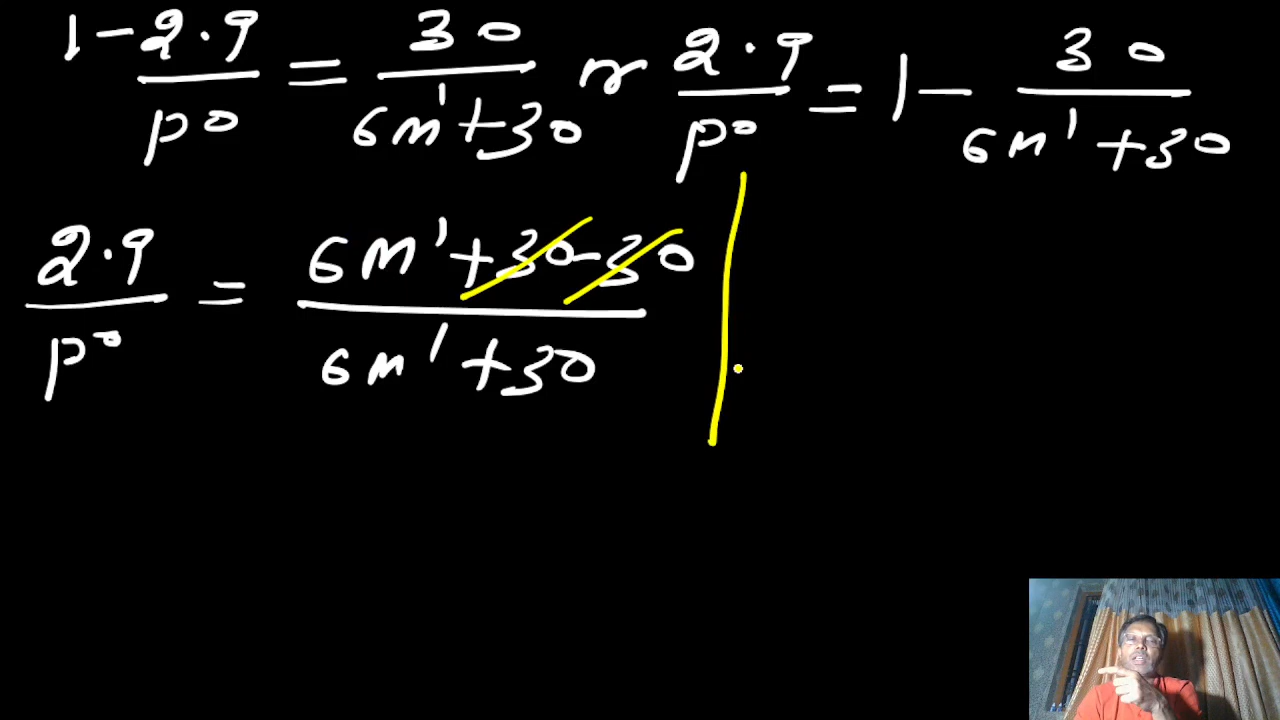 1 - 2.9/p° = 30/6m' + 30 or 2.9/p° = 1 - 30/6m' + 30
2.9/p° = 6m' + 30 - 30/6m' + 30